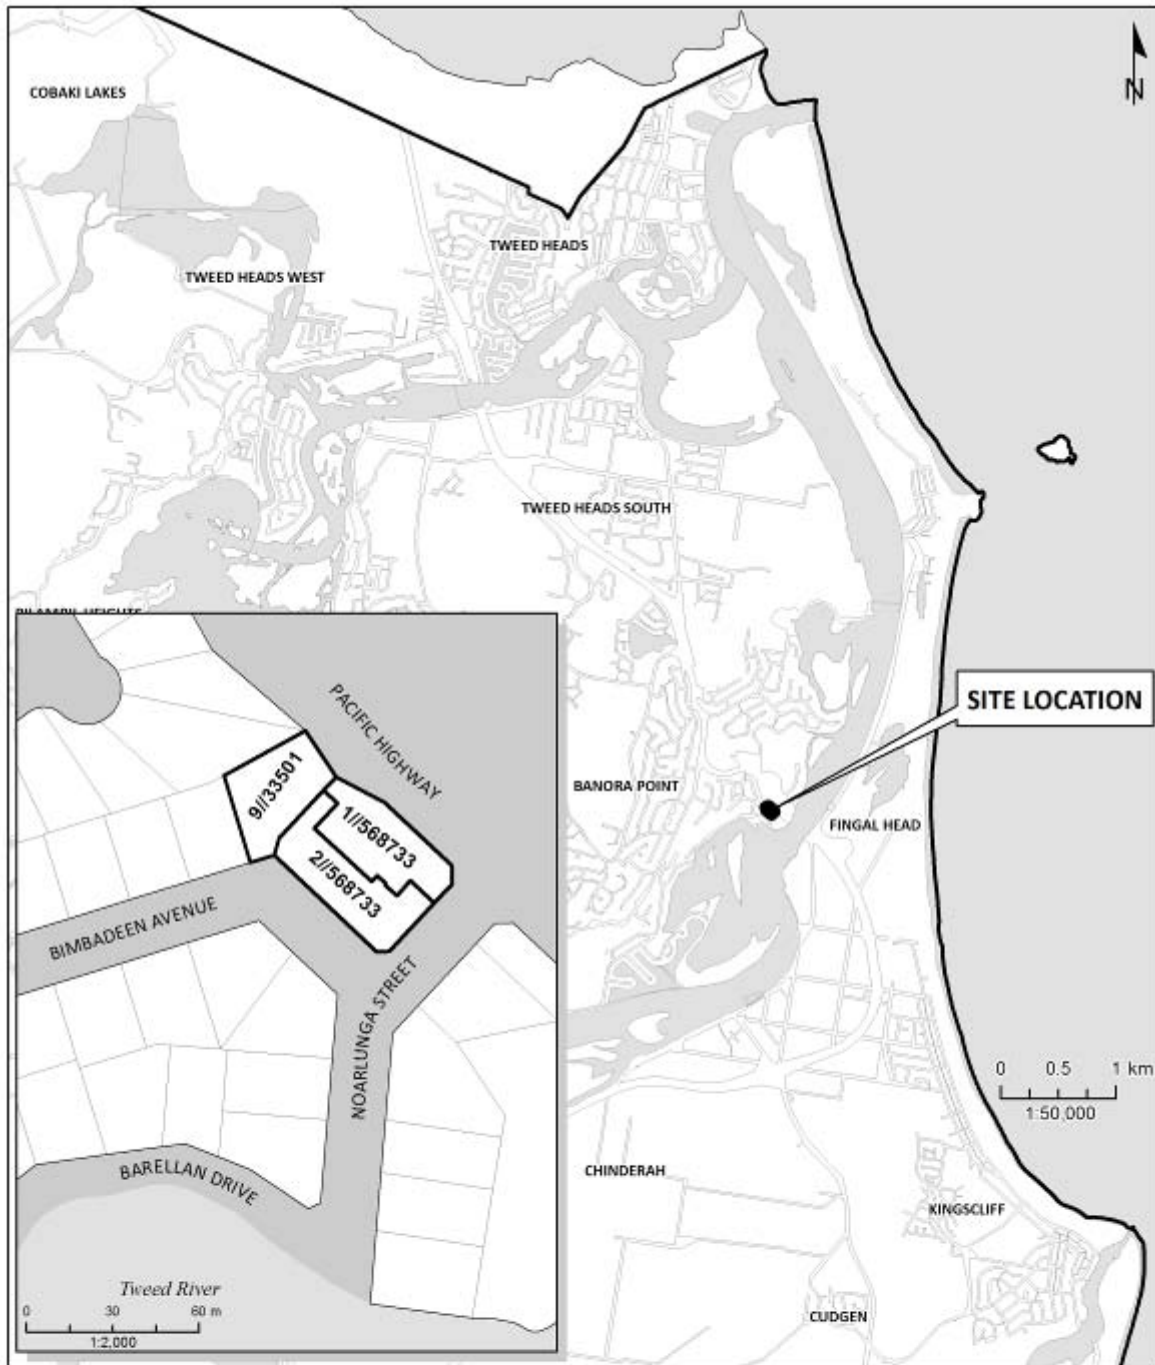 COBAKI LAKES
N
TWEED HEADS
TWEED HEADS WEST
TWEED HEADS SOUTH
SITE LOCATION
BANORA POINT
FINGAL HEAD
PACIFIC HIGHWAY
9//33501
1//568733
2//568733
BIMBADEEN AVENUE
NOARLUNGA STREET
BARELLAN DRIVE
Tweed River
0 30 60 m
1:2,000
0 0.5 1 km
1:50,000
CHINDERAH
KINGSCLIFF
CUDGEN